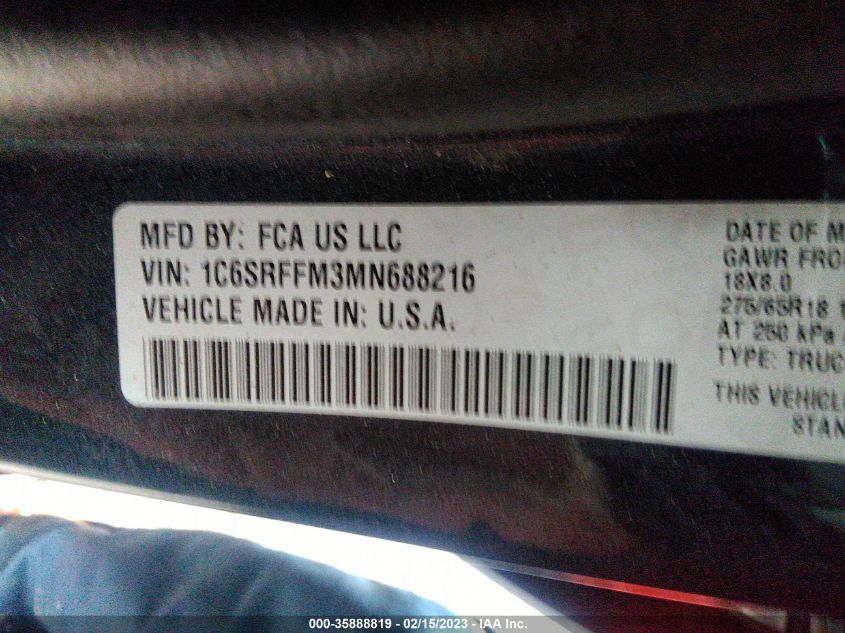 MFD BY: FCA US LLC
VIN: 1C6SRFFM3MN688216
VEHICLE MADE IN: U.S.A.
DATE OF M
GAWR FRO
18X8.0
275/65R18 1
AT 250 kPa
TYPE: TRUC
THIS VEHICL
STAN
000-35888819 - 02/15/2023 - IAA Inc.